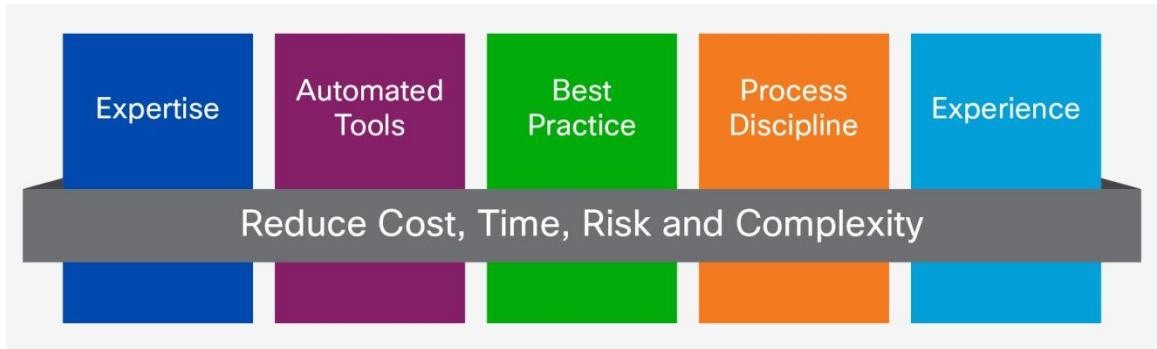 Expertise
Automated
Tools
Best
Practice
Process
Discipline
Experience
Reduce Cost, Time, Risk and Complexity